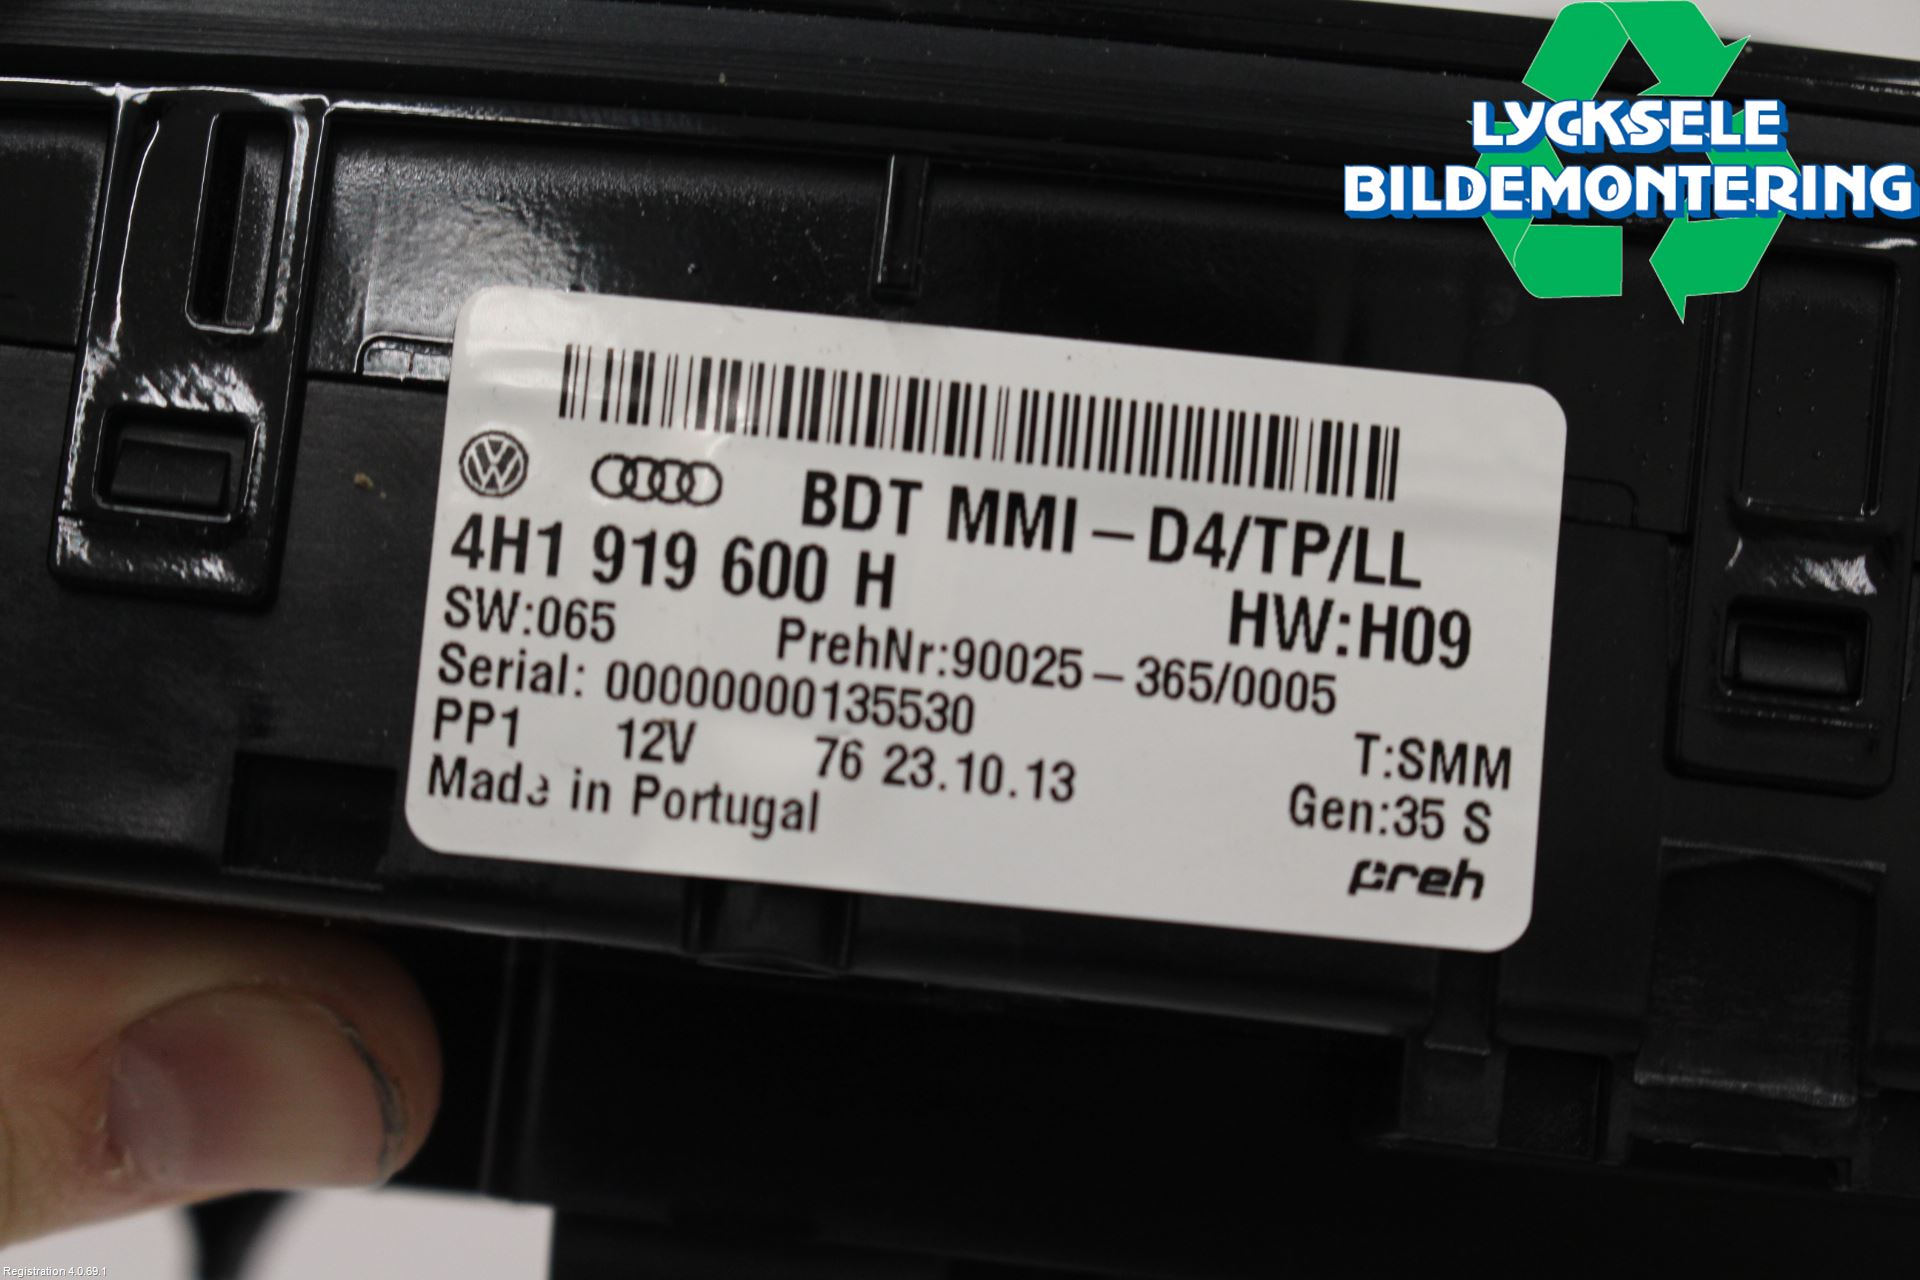 LYCKSELE
BILDEMONTERING
BDT MMI – D4/TP/LL
4H1 919 600 H
HW:H09
SW:065
PrehNr:90025–365/0005
Serial: 00000000135530
PP1 12V 76 23.10.13
T:SMM
Made in Portugal
Gen:35 S
preh
Registration 4.0.69.1